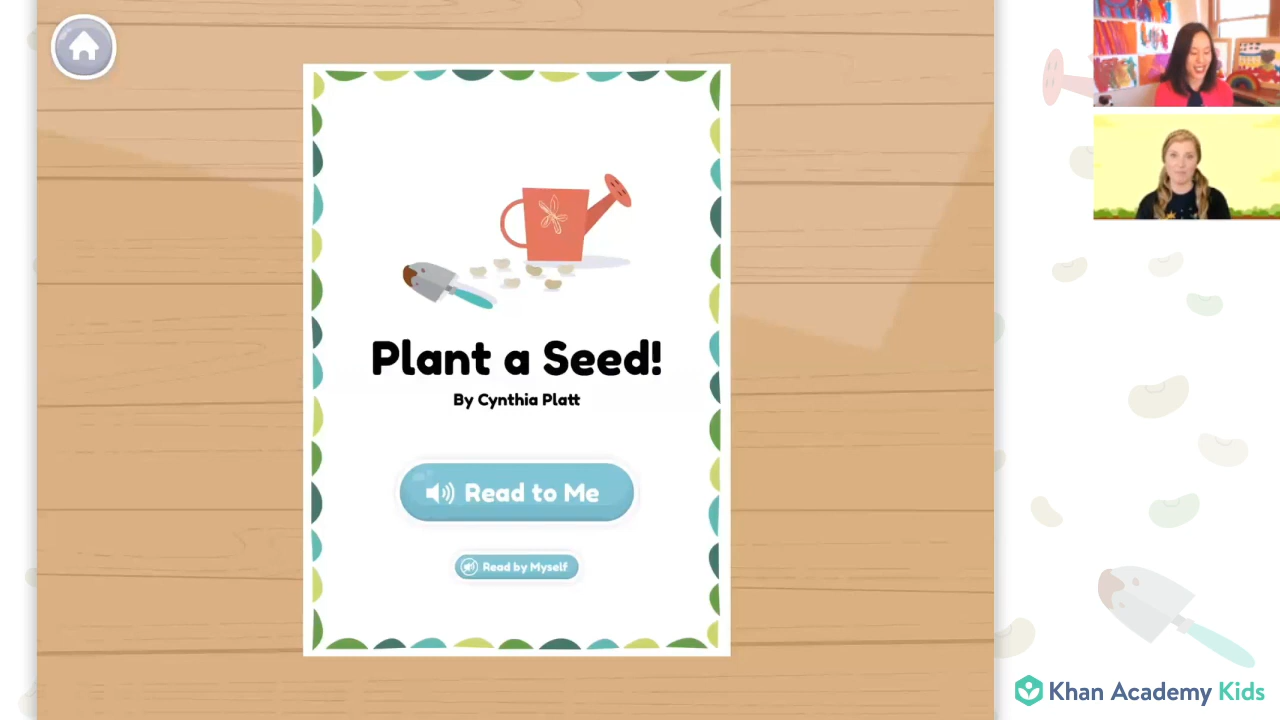 Plant a Seed!
By Cynthia Platt
Read to Me
Read by Myself
Khan Academy Kids